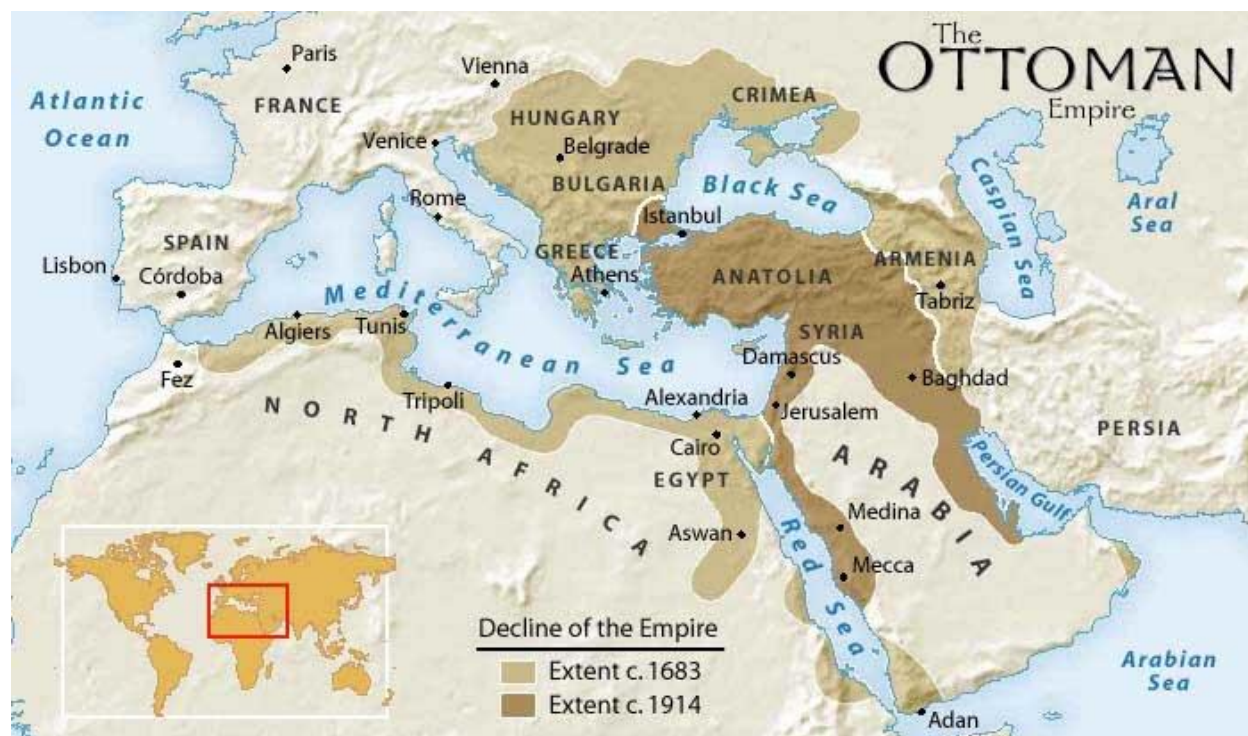 The
OTTOMAN
Empire
Paris
Vienna
Atlantic
Ocean
FRANCE
CRIMEA
HUNGARY
Venice
Belgrade
Caspian Sea
Aral
Sea
BULGARIA
Black Sea
Rome
Istanbul
SPAIN
GREECE
ARMENIA
Lisbon
Córdoba
Athens
ANATOLIA
Tabriz
Mediterranean Sea
Algiers
Tunis
SYRIA
Damascus
Fez
Baghdad
Tripoli
Alexandria
Jerusalem
NORTH AFRICA
Cairo
PERSIA
ARABIA
Persian Gulf
EGYPT
Medina
Aswan
Red Sea
Mecca
Decline of the Empire
Extent c. 1683
Extent c. 1914
Arabian
Sea
Adan